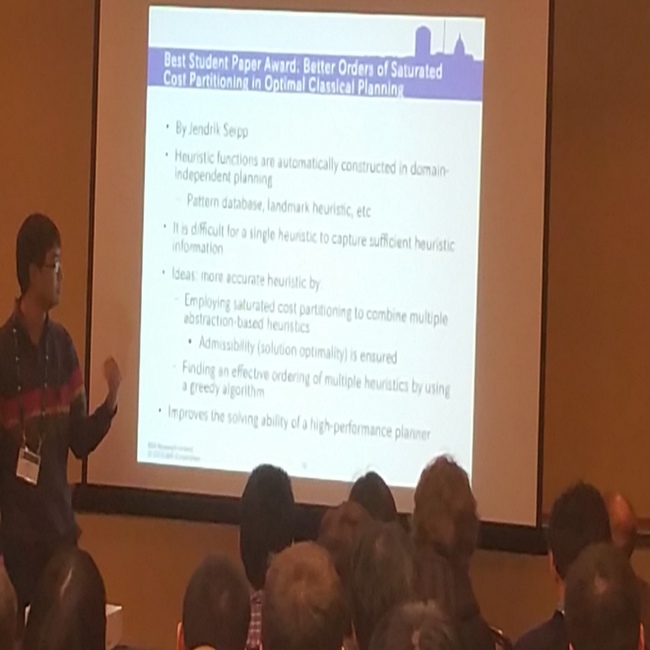 Best Student Paper Award: Better Orders of Saturated
Cost Partitioning in Optimal Classical Planning
• By Jendrik Seipp
• Heuristic functions are automatically constructed in domain-
independent planning
– Pattern database, landmark heuristic, etc
• It is difficult for a single heuristic to capture sufficient heuristic
information
• Ideas: more accurate heuristic by
– Employing saturated cost partitioning to combine multiple
abstraction-based heuristics
• Admissibility (solution optimality) is ensured
– Finding an effective ordering of multiple heuristics by using
a greedy algorithm
• Improves the solving ability of a high-performance planner